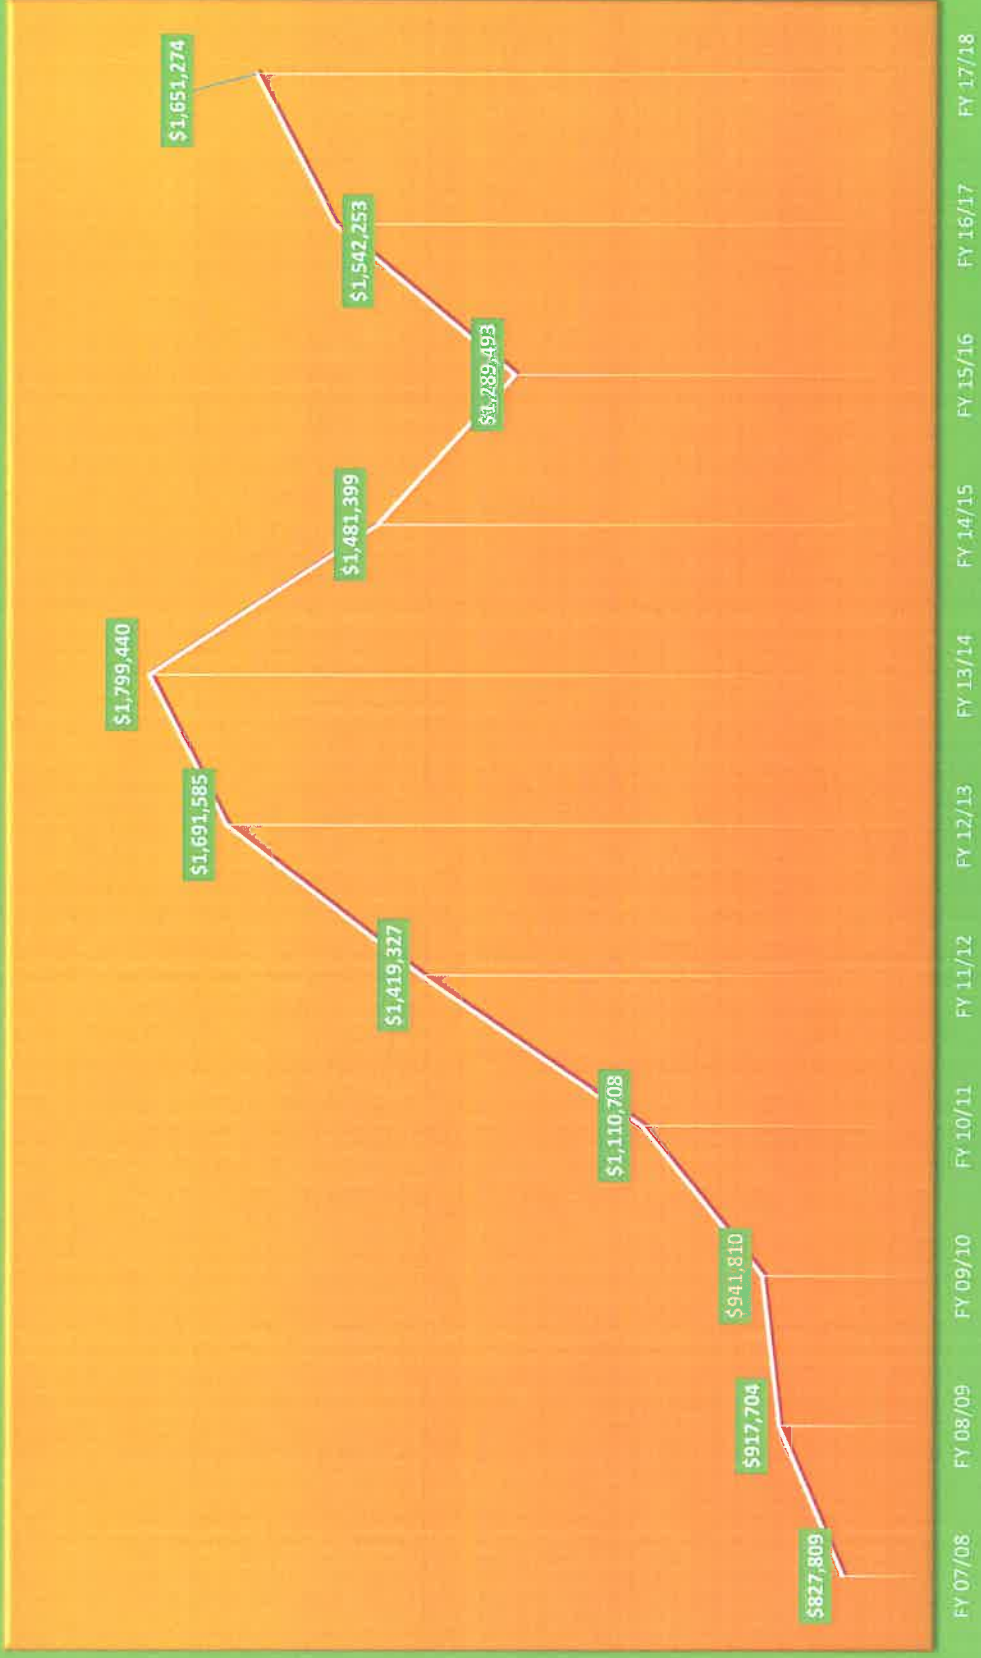 $827,809
$917,704
$941,810
$1,110,708
$1,419,327
$1,691,585
$1,799,440
$1,481,399
$1,289,493
$1,542,253
$1,651,274
FY 07/08
FY 08/09
FY 09/10
FY 10/11
FY 11/12
FY 12/13
FY 13/14
FY 14/15
FY 15/16
FY 16/17
FY 17/18